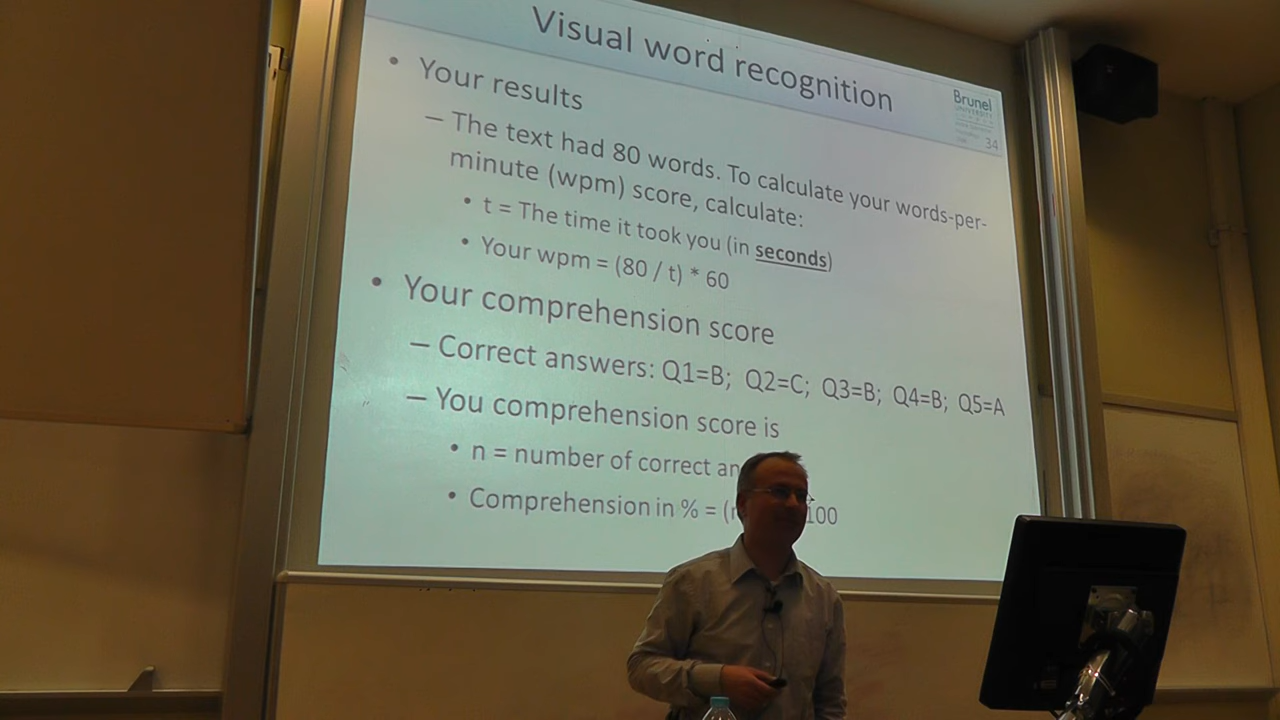 Visual word recognition
Brunel
UNIVERSITY
34
• Your results
– The text had 80 words. To calculate your words-per-
minute (wpm) score, calculate:
• t = The time it took you (in seconds)
• Your wpm = (80 / t) * 60
• Your comprehension score
– Correct answers: Q1=B; Q2=C; Q3=B; Q4=B; Q5=A
– You comprehension score is
• n = number of correct an
• Comprehension in % = ( 100